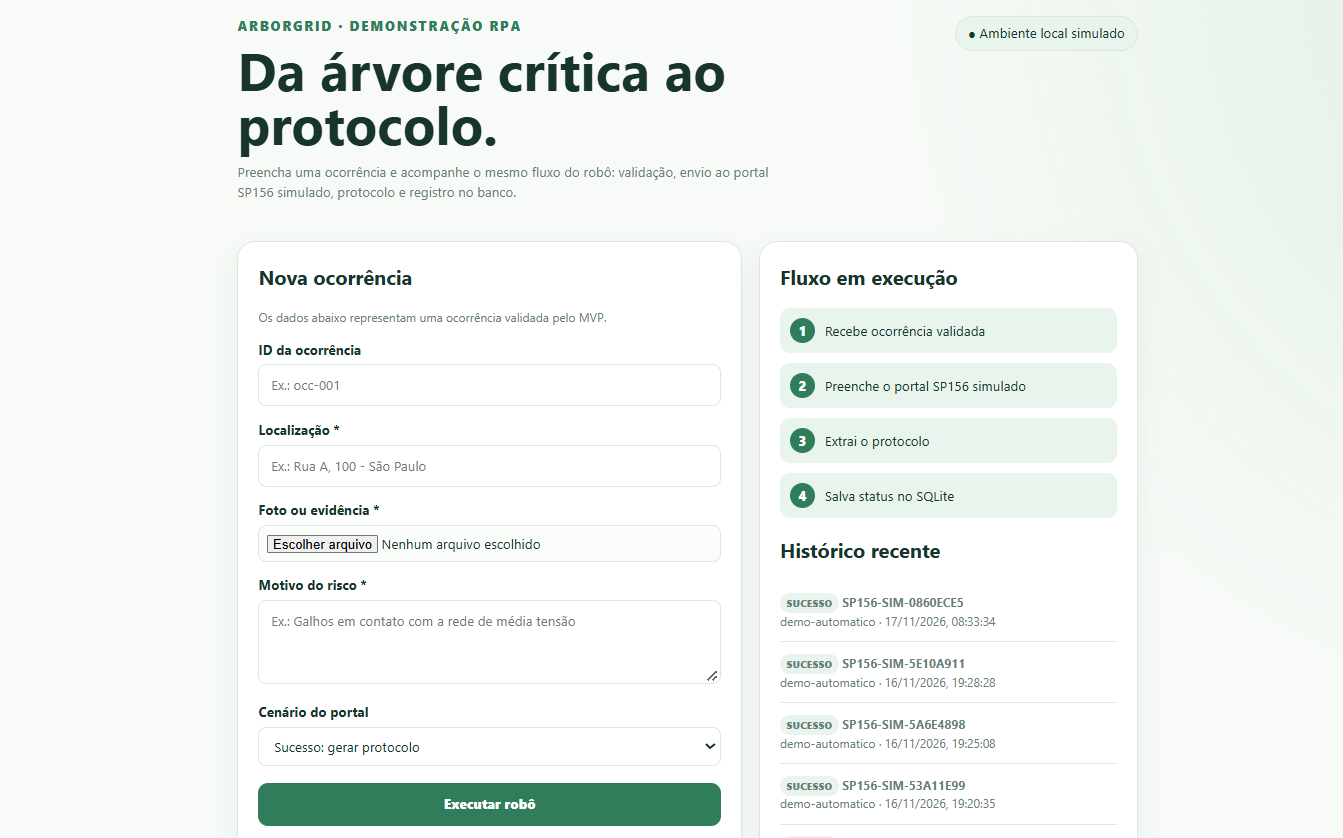 ARBORGRID · DEMONSTRAÇÃO RPA
● Ambiente local simulado
Da árvore crítica ao
protocolo.
Preencha uma ocorrência e acompanhe o mesmo fluxo do robô: validação, envio ao portal
SP156 simulado, protocolo e registro no banco.
Nova ocorrência
Os dados abaixo representam uma ocorrência validada pelo MVP.
ID da ocorrência
Ex.: occ-001
Localização *
Ex.: Rua A, 100 - São Paulo
Foto ou evidência *
Escolher arquivo Nenhum arquivo escolhido
Motivo do risco *
Ex.: Galhos em contato com a rede de média tensão
Cenário do portal
Sucesso: gerar protocolo
Executar robô
Fluxo em execução
1 Recebe ocorrência validada
2 Preenche o portal SP156 simulado
3 Extrai o protocolo
4 Salva status no SQLite
Histórico recente
SUCESSO SP156-SIM-0860ECE5
demo-automatico · 17/11/2026, 08:33:34
SUCESSO SP156-SIM-5E10A911
demo-automatico · 16/11/2026, 19:28:28
SUCESSO SP156-SIM-5A6E4898
demo-automatico · 16/11/2026, 19:25:08
SUCESSO SP156-SIM-53A11E99
demo-automatico · 16/11/2026, 19:20:35